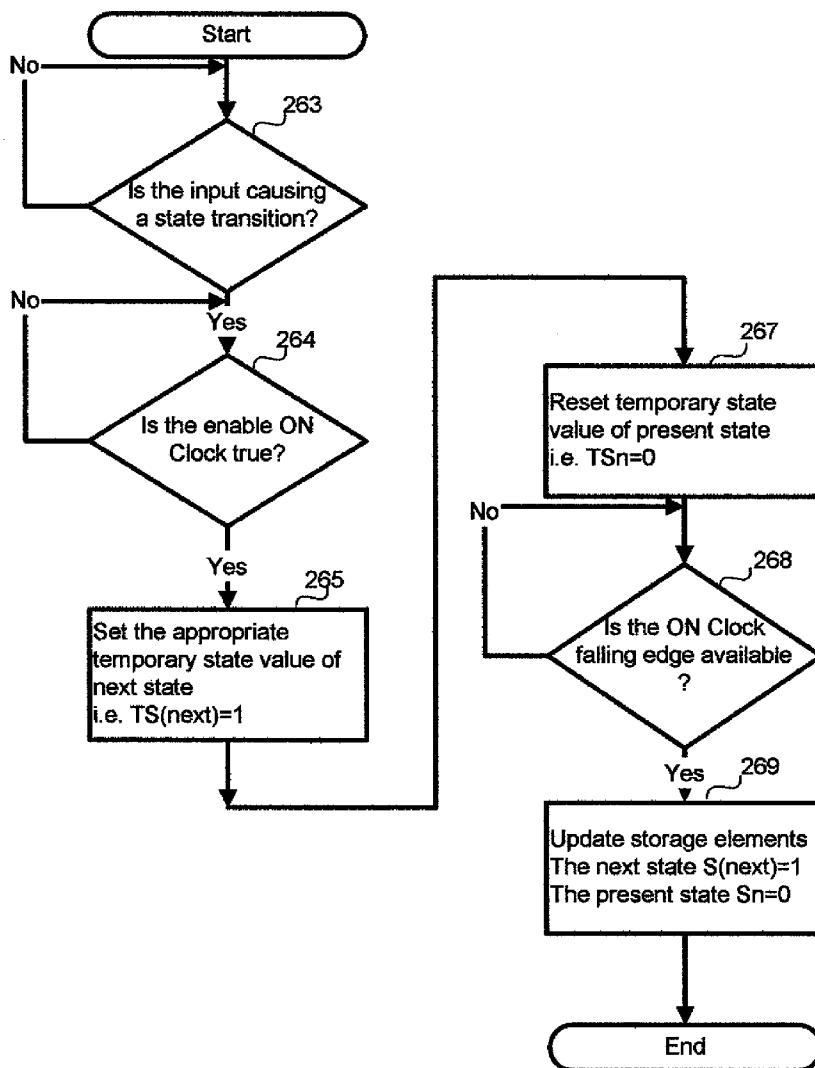 Start
No
263
Is the input causing
a state transition?
No
Yes
264
Is the enable ON
Clock true?
Yes
265
Set the appropriate
temporary state value of
next state
i.e. TS(next)=1
267
Reset temporary state
value of present state
i.e. TSn=0
No
268
Is the ON Clock
falling edge available
?
Yes
269
Update storage elements
The next state S(next)=1
The present state Sn=0
End